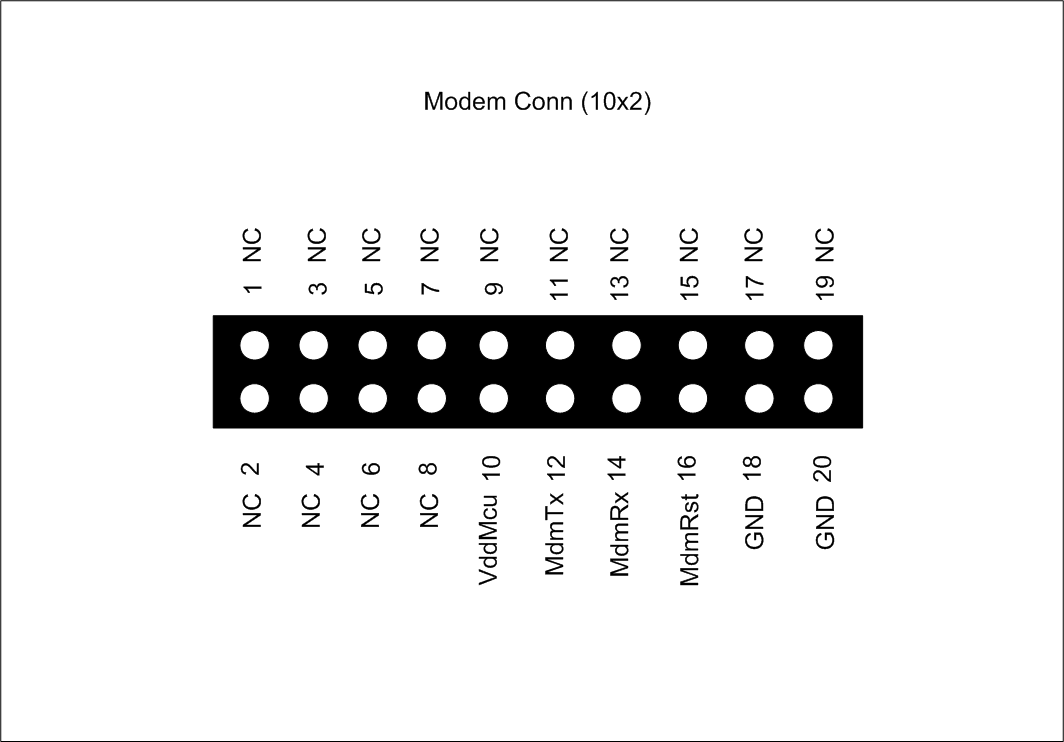 Modem Conn (10x2)
1 NC
3 NC
5 NC
7 NC
9 NC
11 NC
13 NC
15 NC
17 NC
19 NC
NC 2
NC 4
NC 6
NC 8
VddMcu 10
MdmTx 12
MdmRx 14
MdmRst 16
GND 18
GND 20